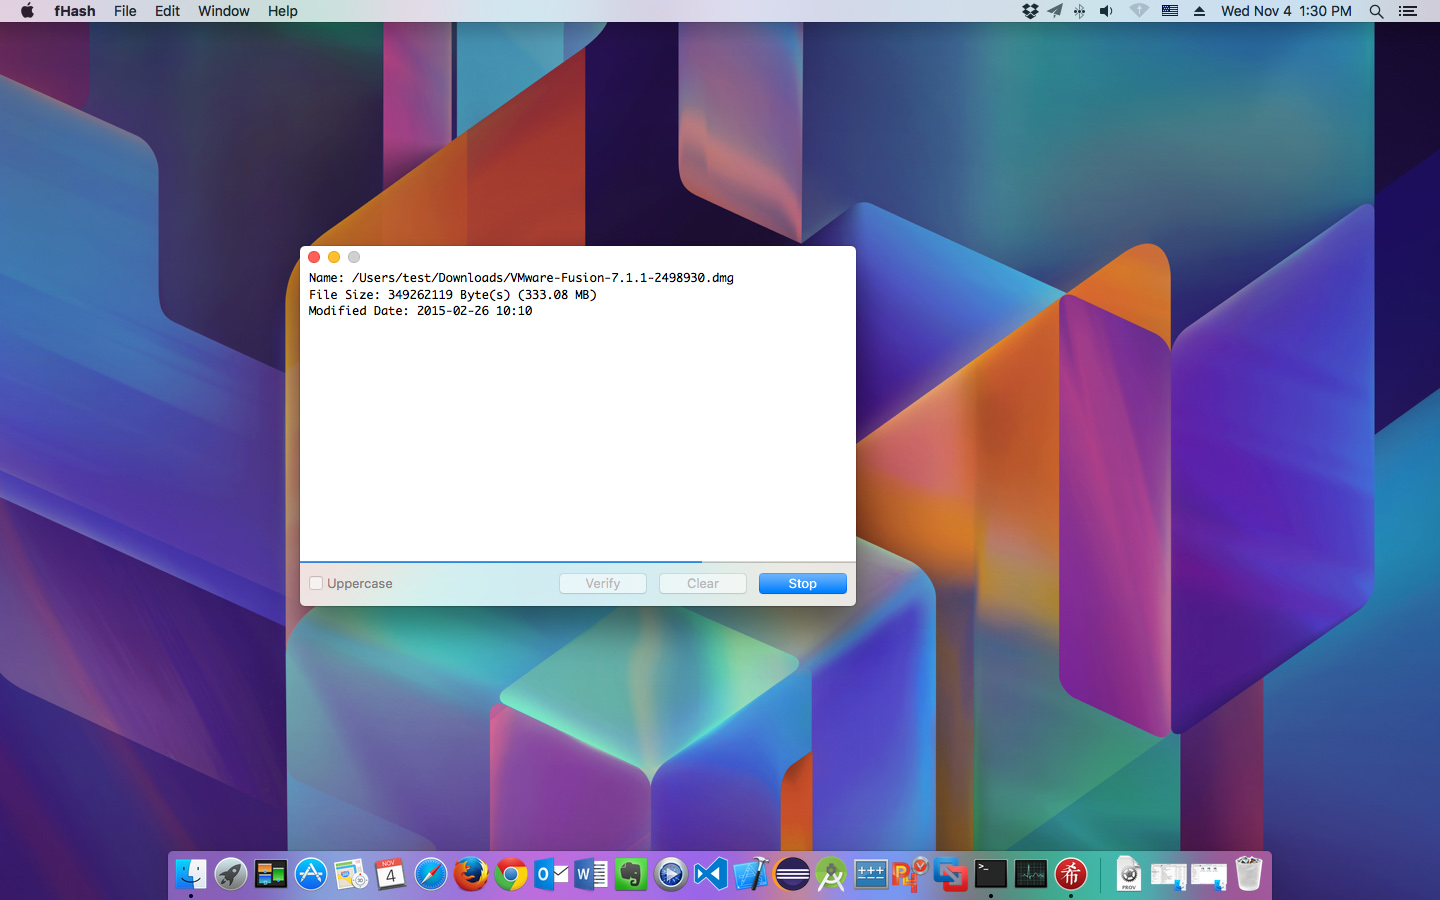 fHash File Edit Window Help Wed Nov 4 1:30 PM
Name: /Users/test/Downloads/VMware-Fusion-7.1.1-2498930.dmg
File Size: 349262119 Byte(s) (333.08 MB)
Modified Date: 2015-02-26 10:10
Uppercase Verify Clear Stop
NOV
4
希
PROV